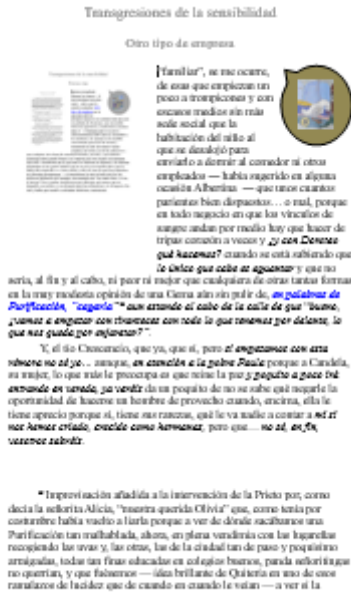 Transgresiones de la sensibilidad
Otro tipo de empresa
"familiar", se me ocurre,
de esas que empiezan un
poco a trompicones y con
escasos medios sin más
sede social que la
habitación del niño al
que se desalojó para
enviarlo a dormir al comedor ni otros
empleados — había sugerido en alguna
ocasión Albertina — que unos cuantos
parientes bien dispuestos… o mal, porque
en todo negocio en que los vínculos de
sangre andan por medio hay que hacer de
tripas corazón a veces y ¿y con Doretea
qué hacemos? cuando se está sabiendo que
lo único que cabe es aguantar y que no
sería, al fin y al cabo, ni peor ni mejor que cualquiera de otras tantas formas
en la muy modesta opinión de una Gema aún sin pulir de, en palabras de
Purificación, "cagarla"* aun estando al cabo de la calle de que "bueno,
¿vamos a empezar con tiranteces con todo lo que tenemos por delante, lo
que nos queda por enjaretar?".
Y, el tío Crescencio, que ya, que sí, pero si empezamos con esta
rémora no sé yo… aunque, en atención a la pobre Paula porque a Candela,
su mujer, lo que más le preocupa es que reine la paz y poquito a poco irá
entrando en vereda, ya veréis da un poquito de no se sabe qué negarle la
oportunidad de hacerse un hombre de provecho cuando, encima, ella le
tiene aprecio porque sí, tiene sus rarezas, qué le va nadie a contar a mí si
nos hemos criado, crecido como hermanas, pero que… no sé, en fin,
vosotros sabréis.
* Improvisación añadida a la intervención de la Prieto por, como
decía la señorita Alicia, "nuestra querida Olivia" que, como tenía por
costumbre había vuelto a liarla porque a ver de dónde sacábamos una
Purificación tan malhablada, ahora, en plena vendimia con las lugareñas
recogiendo las uvas y, las otras, las de la ciudad tan de paso y poquísimo
arraigadas, todas tan finas educadas en colegios buenos, panda señoritingas
no querrían, y que fuésemos — idea brillante de Quiteria en uno de esos
ramalazos de lucidez que de cuando en cuando le veían — a ver si la